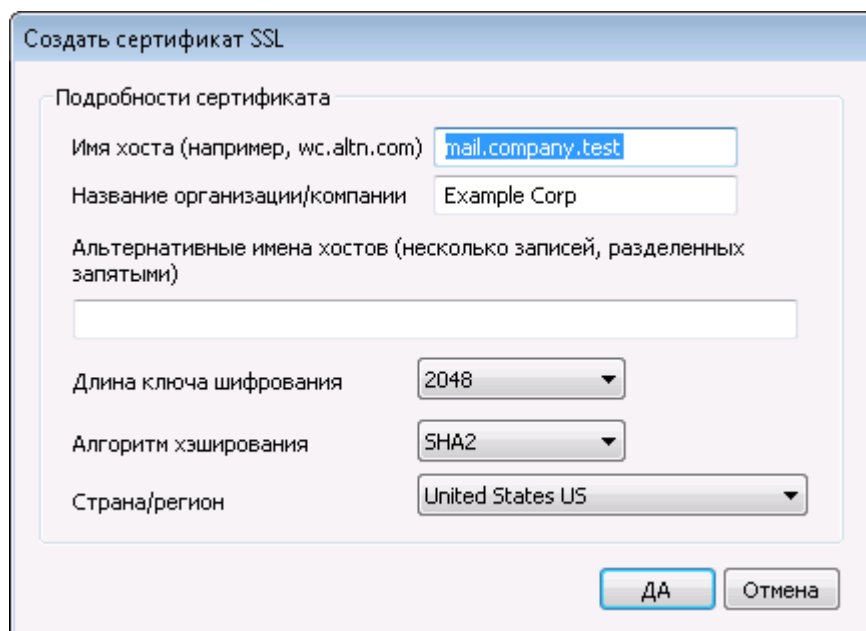 Создать сертификат SSL
Подробности сертификата
Имя хоста (например, wc.altn.com) mail.company.test
Название организации/компании Example Corp
Альтернативные имена хостов (несколько записей, разделенных
запятыми)
Длина ключа шифрования 2048
Алгоритм хэширования SHA2
Страна/регион United States US
ДА Отмена